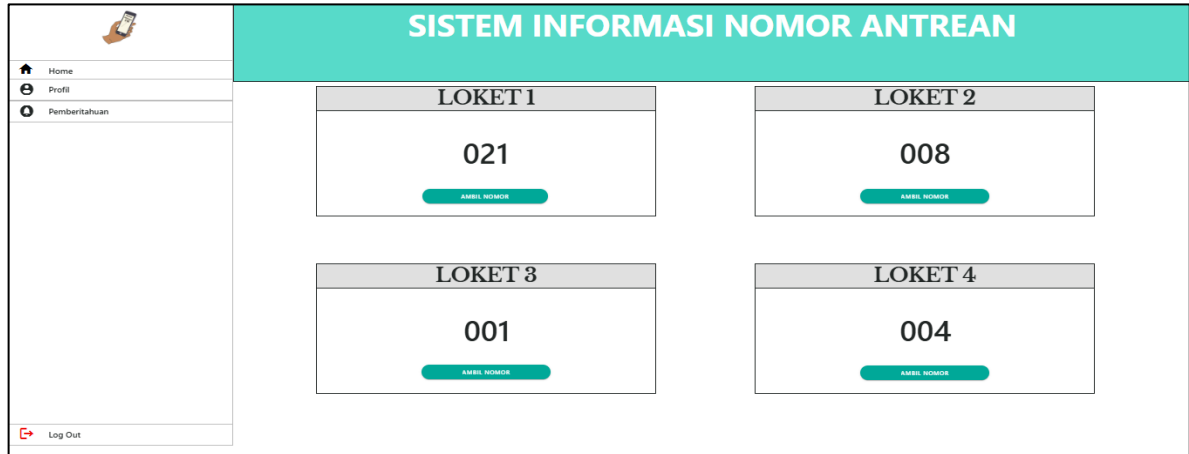 SISTEM INFORMASI NOMOR ANTREAN
Home
Profil
Pemberitahuan
LOKET 1
021
AMBIL NOMOR
LOKET 2
008
AMBIL NOMOR
LOKET 3
001
AMBIL NOMOR
LOKET 4
004
AMBIL NOMOR
Log Out